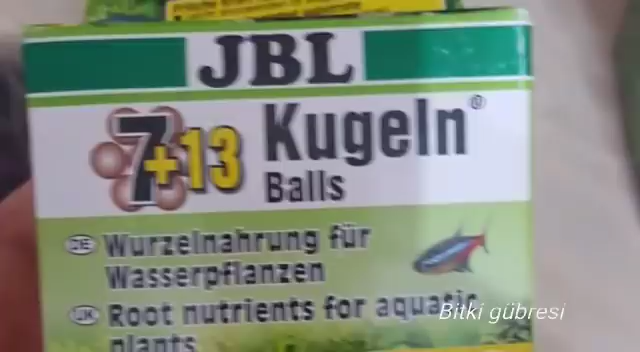 JBL
7+13 Kugeln®
Balls
DE Wurzelnahrung für
Wasserpflanzen
UK Root nutrients for aquatic
plants
Bitki gübresi